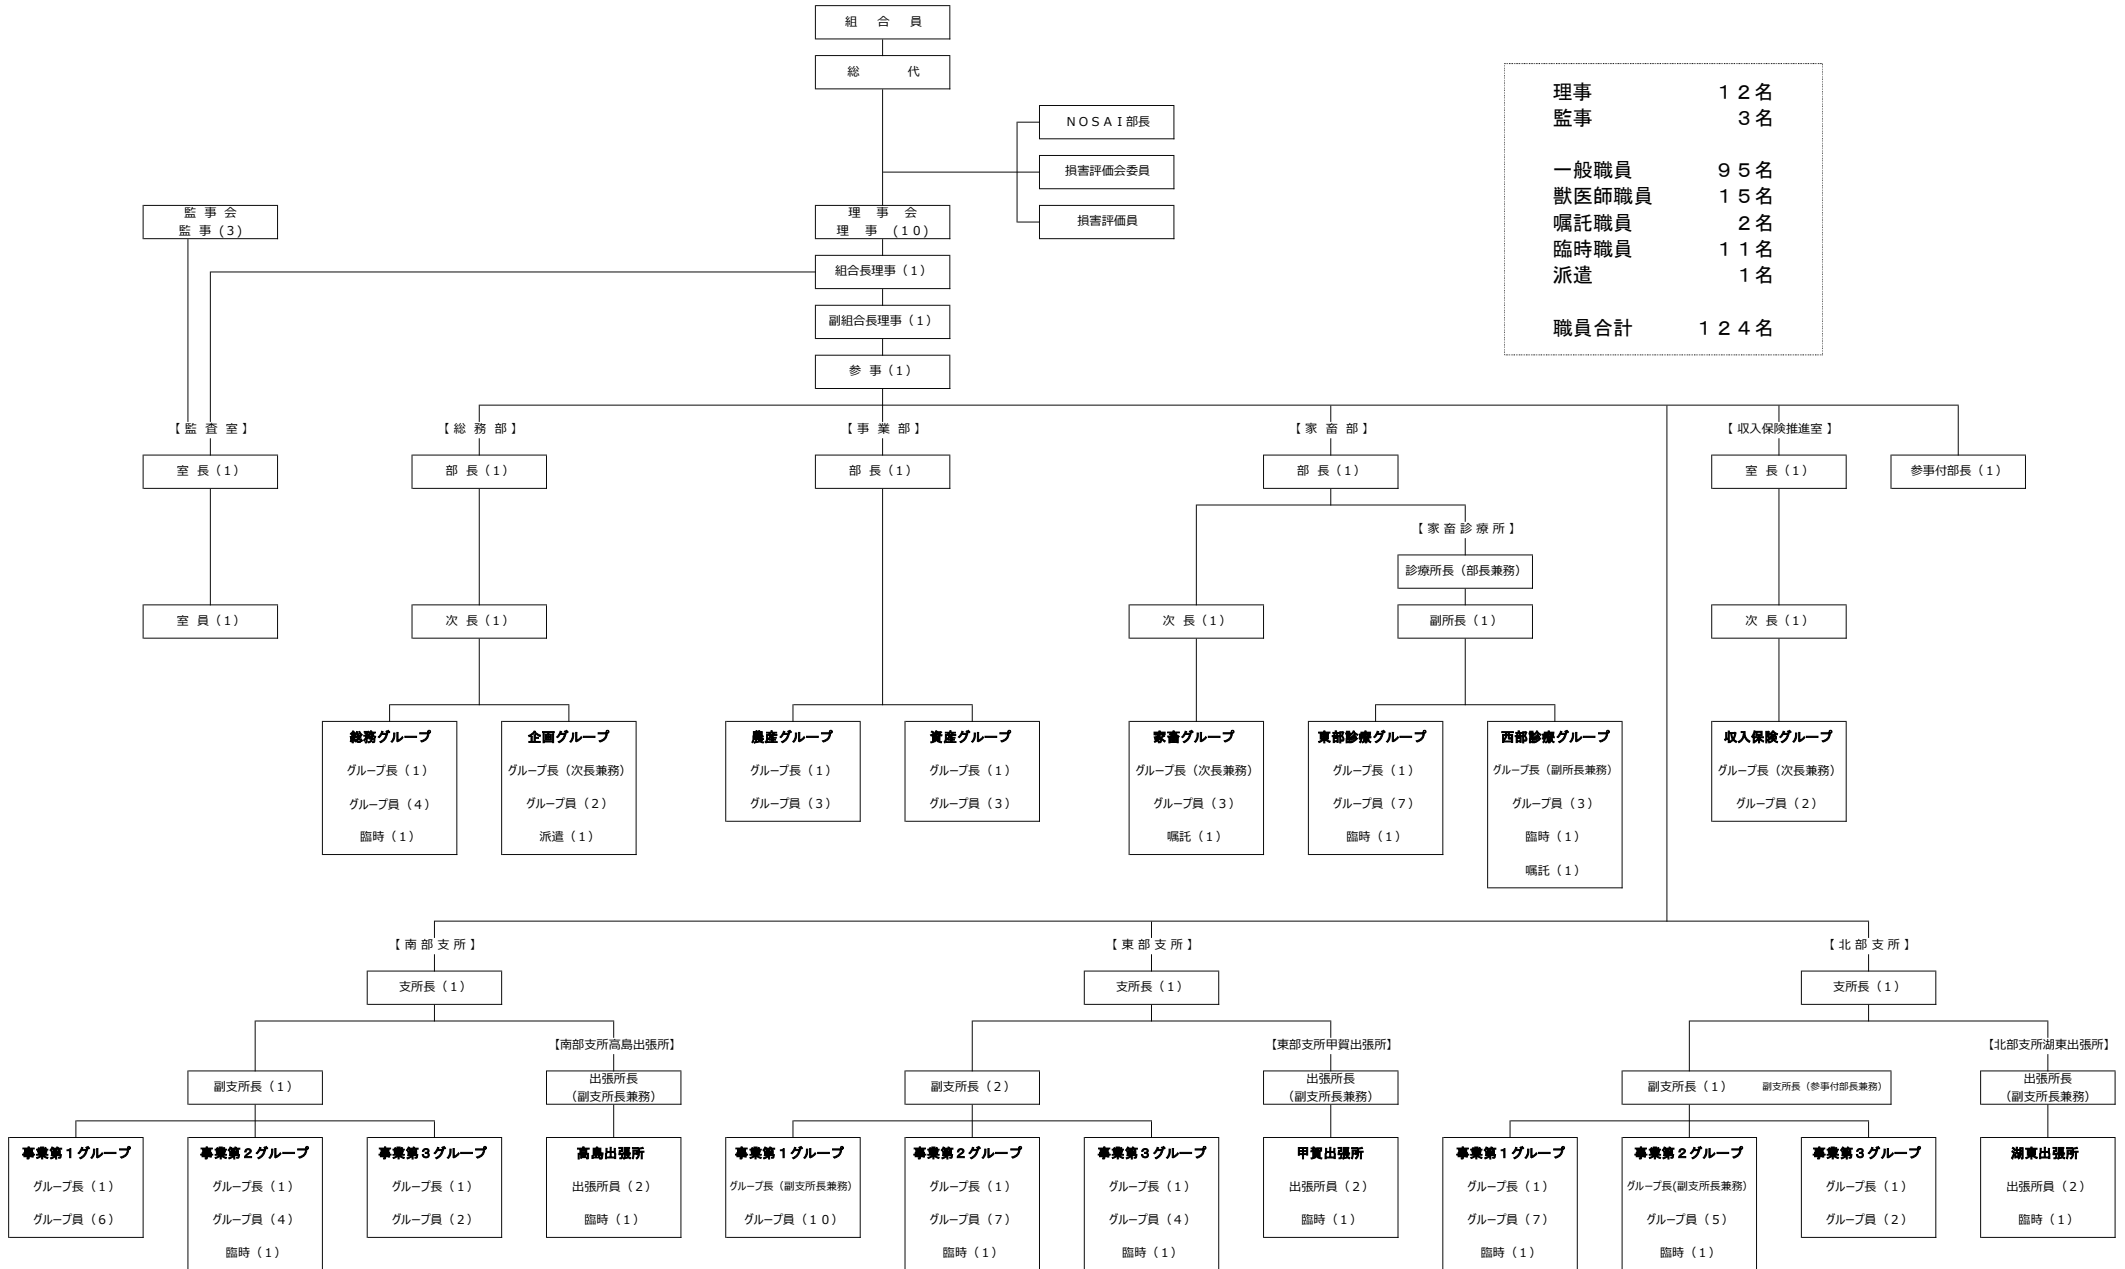 組 合 員
総 代
NOSAI部長
損害評価会委員
損害評価員
理事 12名
監事 3名
一般職員 95名
獣医師職員 15名
嘱託職員 2名
臨時職員 11名
派遣 1名
職員合計 124名
監 事 会
監 事 (3)
理 事 会
理 事 (10)
組合長理事(1)
副組合長理事(1)
参 事(1)
【 監 査 室 】
【 総 務 部 】
【 事 業 部 】
【 家 畜 部 】
【 収入保険推進室 】
室 長(1)
部 長(1)
部 長(1)
部 長(1)
室 長(1)
参事付部長(1)
【 家 畜 診 療 所 】
診療所長(部長兼務)
室 員(1)
次 長(1)
次 長(1)
副所長(1)
次 長(1)
総務グループ
グループ長(1)
グループ員(4)
臨時(1)
企画グループ
グループ長(次長兼務)
グループ員(2)
派遣(1)
農産グループ
グループ長(1)
グループ員(3)
資産グループ
グループ長(1)
グループ員(3)
家畜グループ
グループ長(次長兼務)
グループ員(3)
嘱託(1)
東部診療グループ
グループ長(1)
グループ員(7)
臨時(1)
西部診療グループ
グループ長(副所長兼務)
グループ員(3)
臨時(1)
嘱託(1)
収入保険グループ
グループ長(次長兼務)
グループ員(2)
【 南 部 支 所 】
【 東 部 支 所 】
【 北 部 支 所 】
支所長(1)
支所長(1)
支所長(1)
【南部支所高島出張所】
【東部支所甲賀出張所】
【北部支所湖東出張所】
副支所長(1)
出張所長
(副支所長兼務)
副支所長(2)
出張所長
(副支所長兼務)
副支所長(1) 副支所長(参事付部長兼務)
出張所長
(副支所長兼務)
事業第1グループ
グループ長(1)
グループ員(6)
事業第2グループ
グループ長(1)
グループ員(4)
臨時(1)
事業第3グループ
グループ長(1)
グループ員(2)
高島出張所
出張所員(2)
臨時(1)
事業第1グループ
グループ長(副支所長兼務)
グループ員(10)
事業第2グループ
グループ長(1)
グループ員(7)
臨時(1)
事業第3グループ
グループ長(1)
グループ員(4)
臨時(1)
甲賀出張所
出張所員(2)
臨時(1)
事業第1グループ
グループ長(1)
グループ員(7)
臨時(1)
事業第2グループ
グループ長(副支所長兼務)
グループ員(5)
臨時(1)
事業第3グループ
グループ長(1)
グループ員(2)
湖東出張所
出張所員(2)
臨時(1)